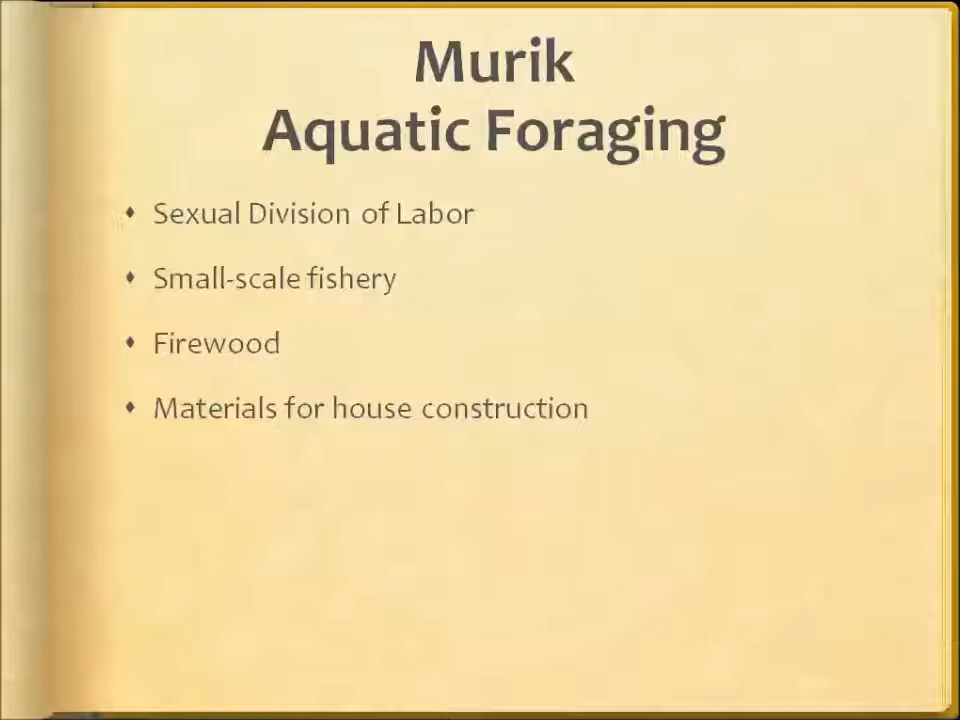 Murik
Aquatic Foraging
Sexual Division of Labor
Small-scale fishery
Firewood
Materials for house construction